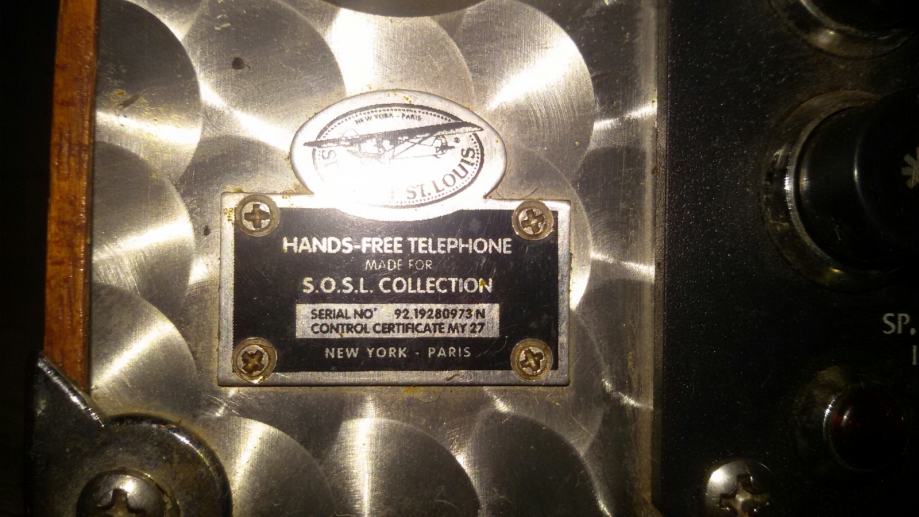 NEW YORK - PARIS
ST. LOUIS
HANDS-FREE TELEPHONE
MADE FOR
S.O.S.L. COLLECTION
SERIAL NO° 92.19280973 N
CONTROL CERTIFICATE MY 27
NEW YORK - PARIS
SP.